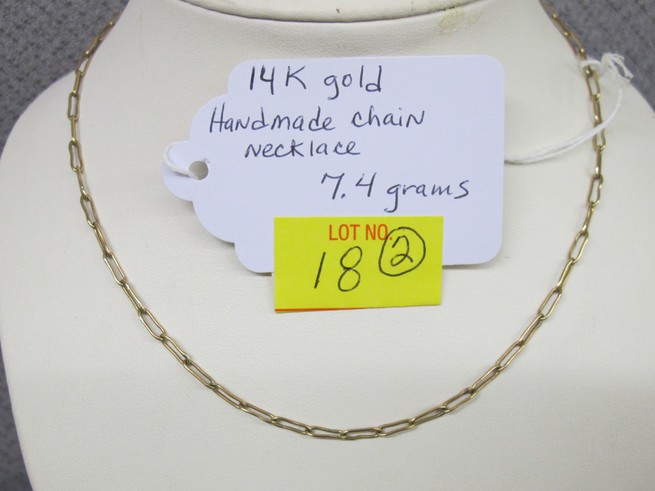 14K gold
Handmade chain
necklace
7.4 grams
LOT NO.
18 2